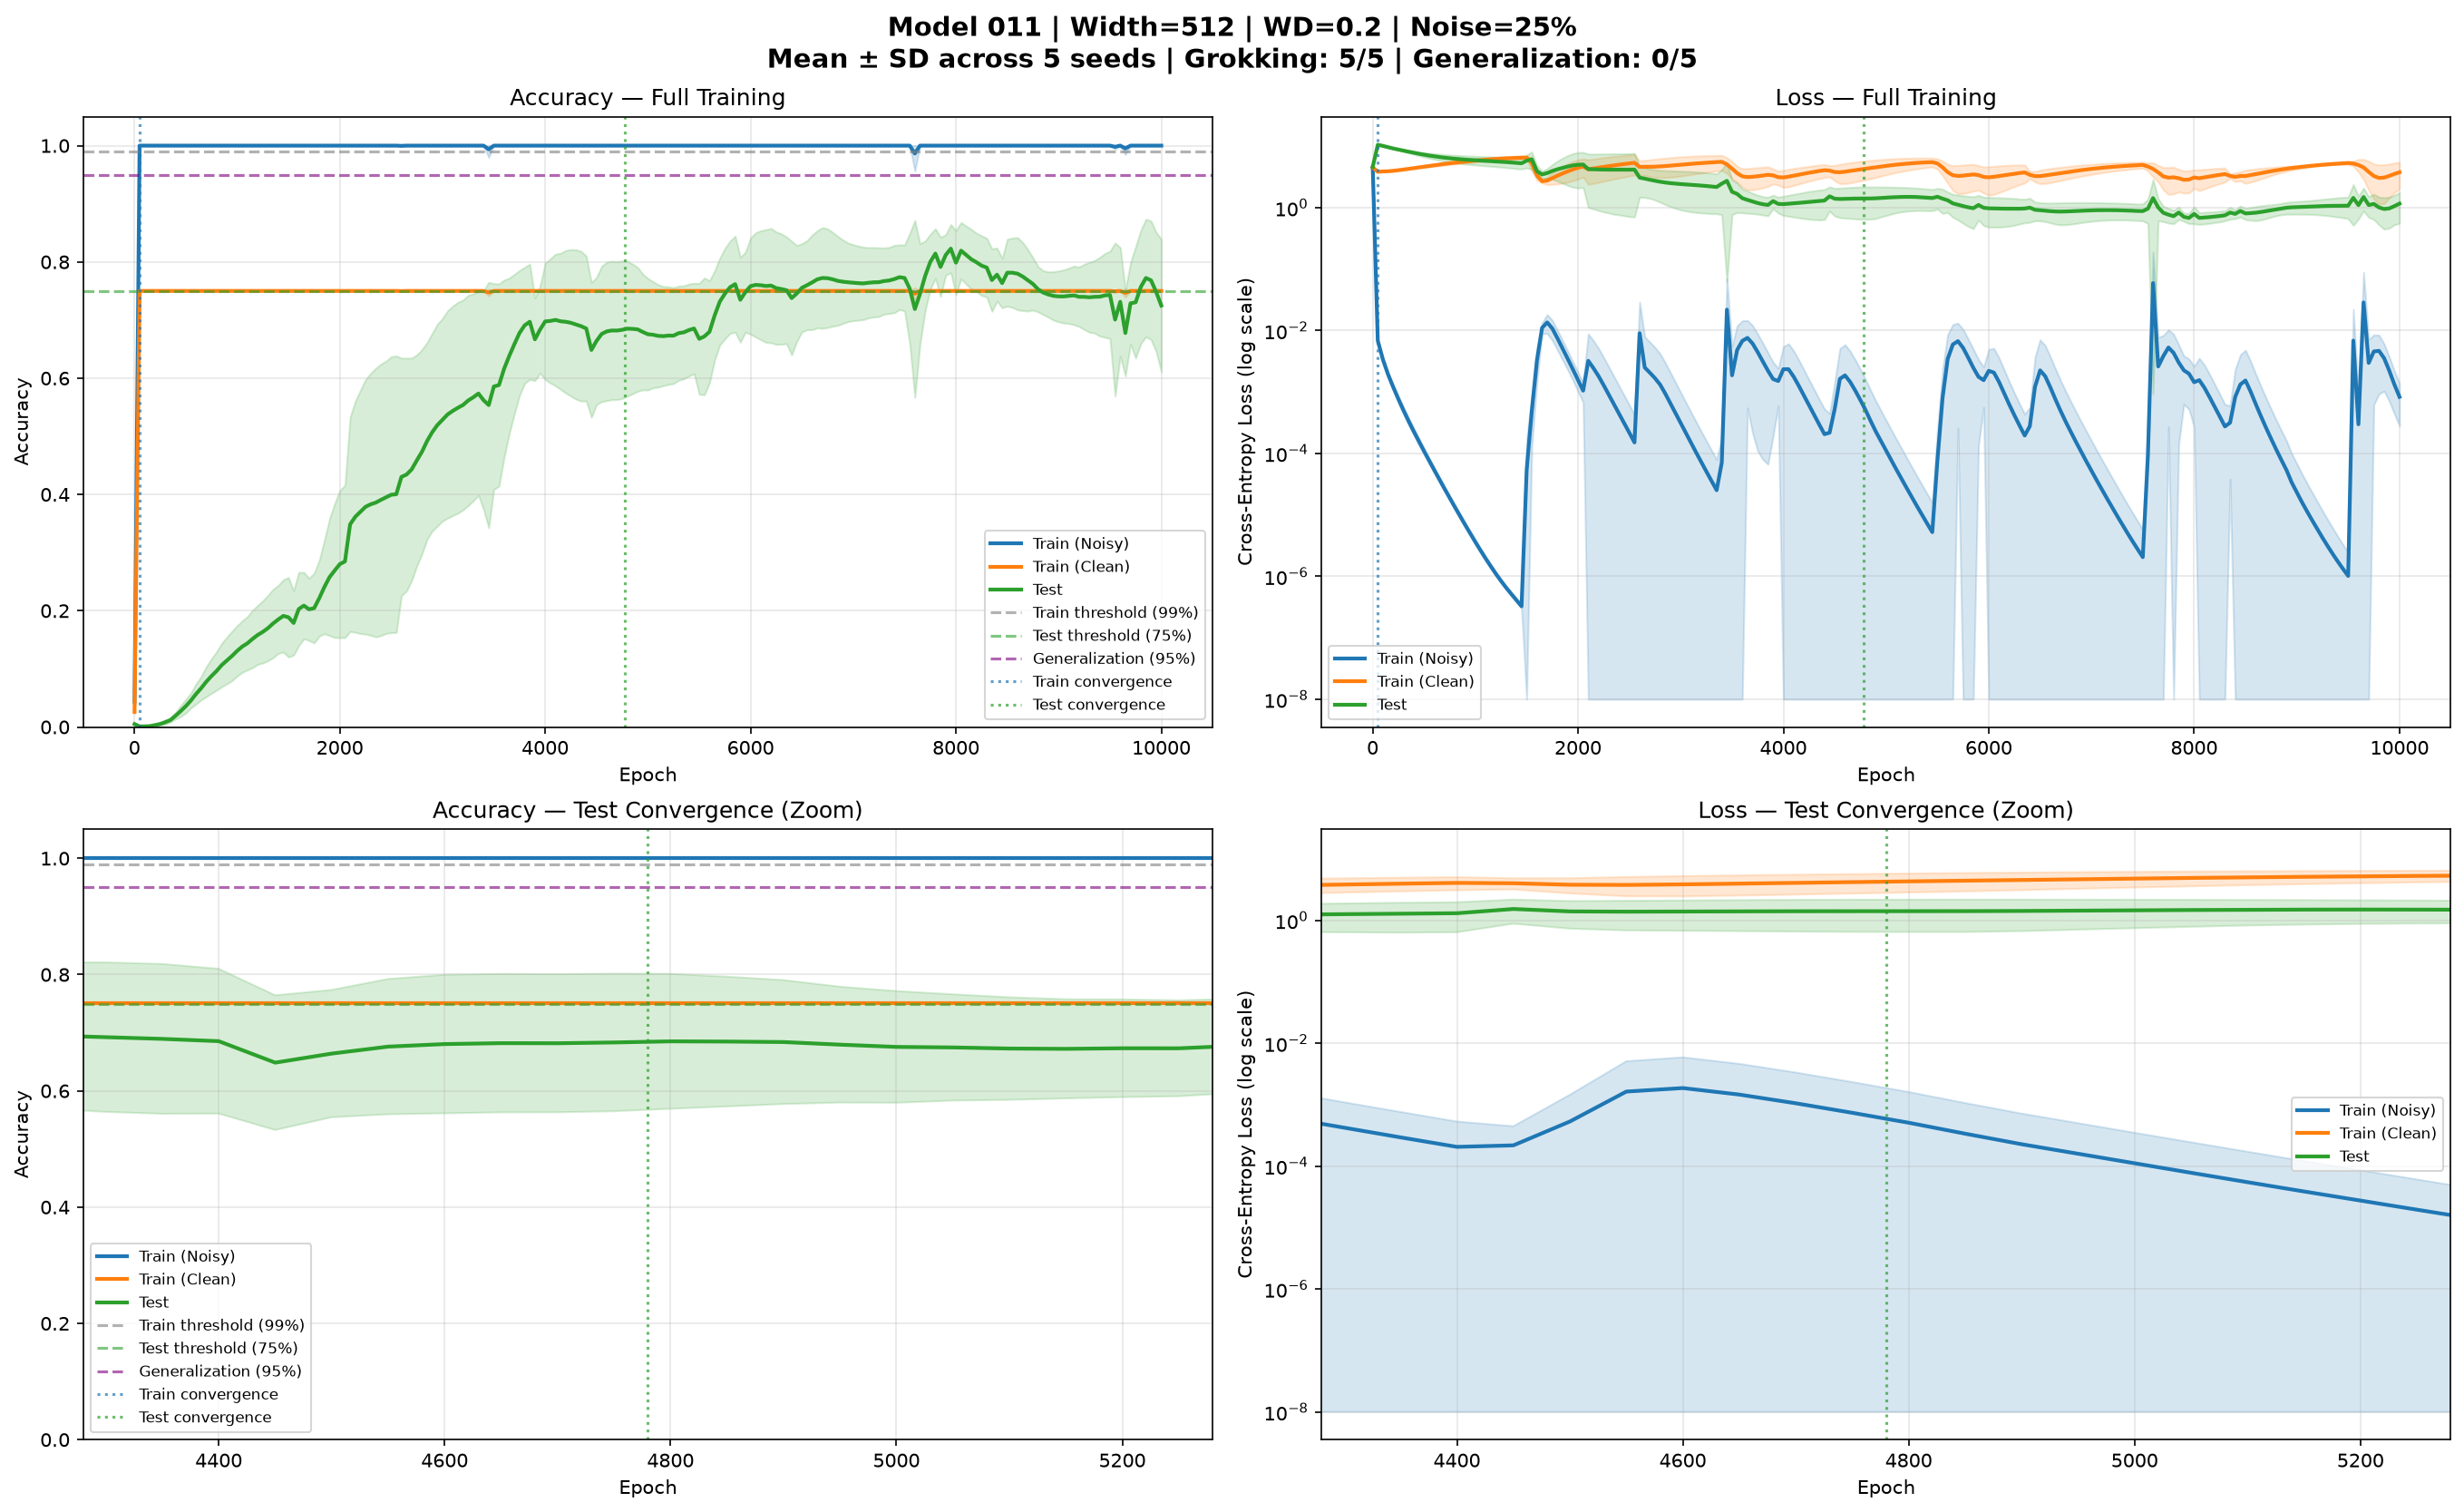 Model 011 | Width=512 | WD=0.2 | Noise=25%
Mean ± SD across 5 seeds | Grokking: 5/5 | Generalization: 0/5
Accuracy — Full Training
1.0
0.8
0.6
0.4
0.2
0.0
Accuracy
0 2000 4000 6000 8000 10000
Epoch
Train (Noisy)
Train (Clean)
Test
Train threshold (99%)
Test threshold (75%)
Generalization (95%)
Train convergence
Test convergence
Loss — Full Training
10⁰
10⁻²
10⁻⁴
10⁻⁶
10⁻⁸
Cross-Entropy Loss (log scale)
0 2000 4000 6000 8000 10000
Epoch
Train (Noisy)
Train (Clean)
Test
Accuracy — Test Convergence (Zoom)
1.0
0.8
0.6
0.4
0.2
0.0
Accuracy
4400 4600 4800 5000 5200
Epoch
Train (Noisy)
Train (Clean)
Test
Train threshold (99%)
Test threshold (75%)
Generalization (95%)
Train convergence
Test convergence
Loss — Test Convergence (Zoom)
10⁰
10⁻²
10⁻⁴
10⁻⁶
10⁻⁸
Cross-Entropy Loss (log scale)
4400 4600 4800 5000 5200
Epoch
Train (Noisy)
Train (Clean)
Test